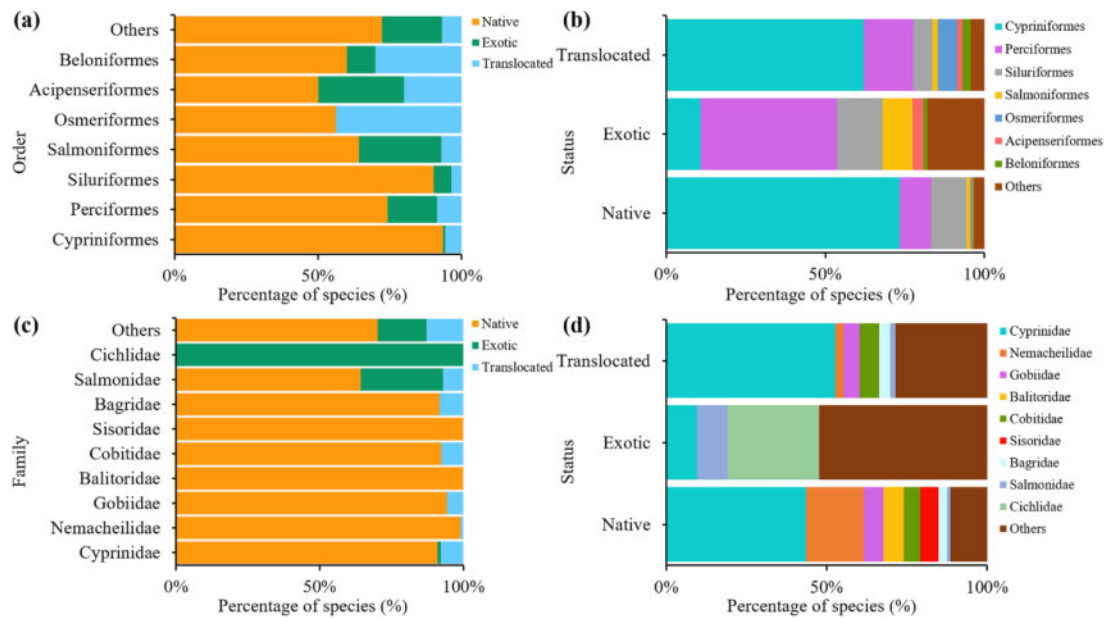 (a)
Order
Others
Beloniformes
Acipenseriformes
Osmeriformes
Salmoniformes
Siluriformes
Perciformes
Cypriniformes
0% 50% 100%
Percentage of species (%)
Native
Exotic
Translocated
(b)
Status
Translocated
Exotic
Native
0% 50% 100%
Percentage of species (%)
Cypriniformes
Perciformes
Siluriformes
Salmoniformes
Osmeriformes
Acipenseriformes
Beloniformes
Others
(c)
Family
Others
Cichlidae
Salmonidae
Bagridae
Sisoridae
Cobitidae
Balitoridae
Gobiidae
Nemacheilidae
Cyprinidae
0% 50% 100%
Percentage of species (%)
Native
Exotic
Translocated
(d)
Status
Translocated
Exotic
Native
0% 50% 100%
Percentage of species (%)
Cyprinidae
Nemacheilidae
Gobiidae
Balitoridae
Cobitidae
Sisoridae
Bagridae
Salmonidae
Cichlidae
Others